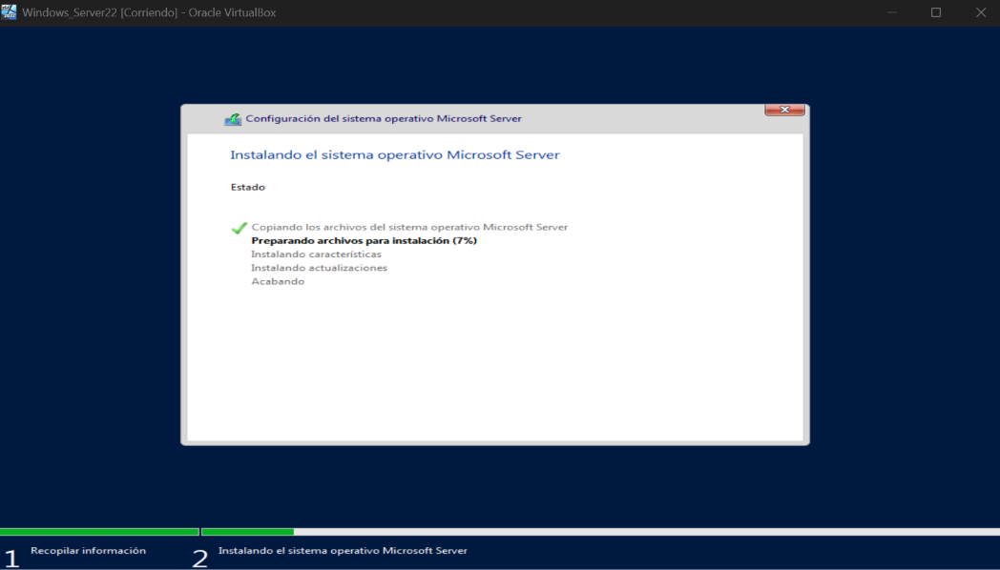 Windows_Server22 [Corriendo] - Oracle VirtualBox
Configuración del sistema operativo Microsoft Server
Instalando el sistema operativo Microsoft Server
Estado
Copiando los archivos del sistema operativo Microsoft Server
Preparando archivos para instalación (7%)
Instalando características
Instalando actualizaciones
Acabando
1 Recopilar información 2 Instalando el sistema operativo Microsoft Server